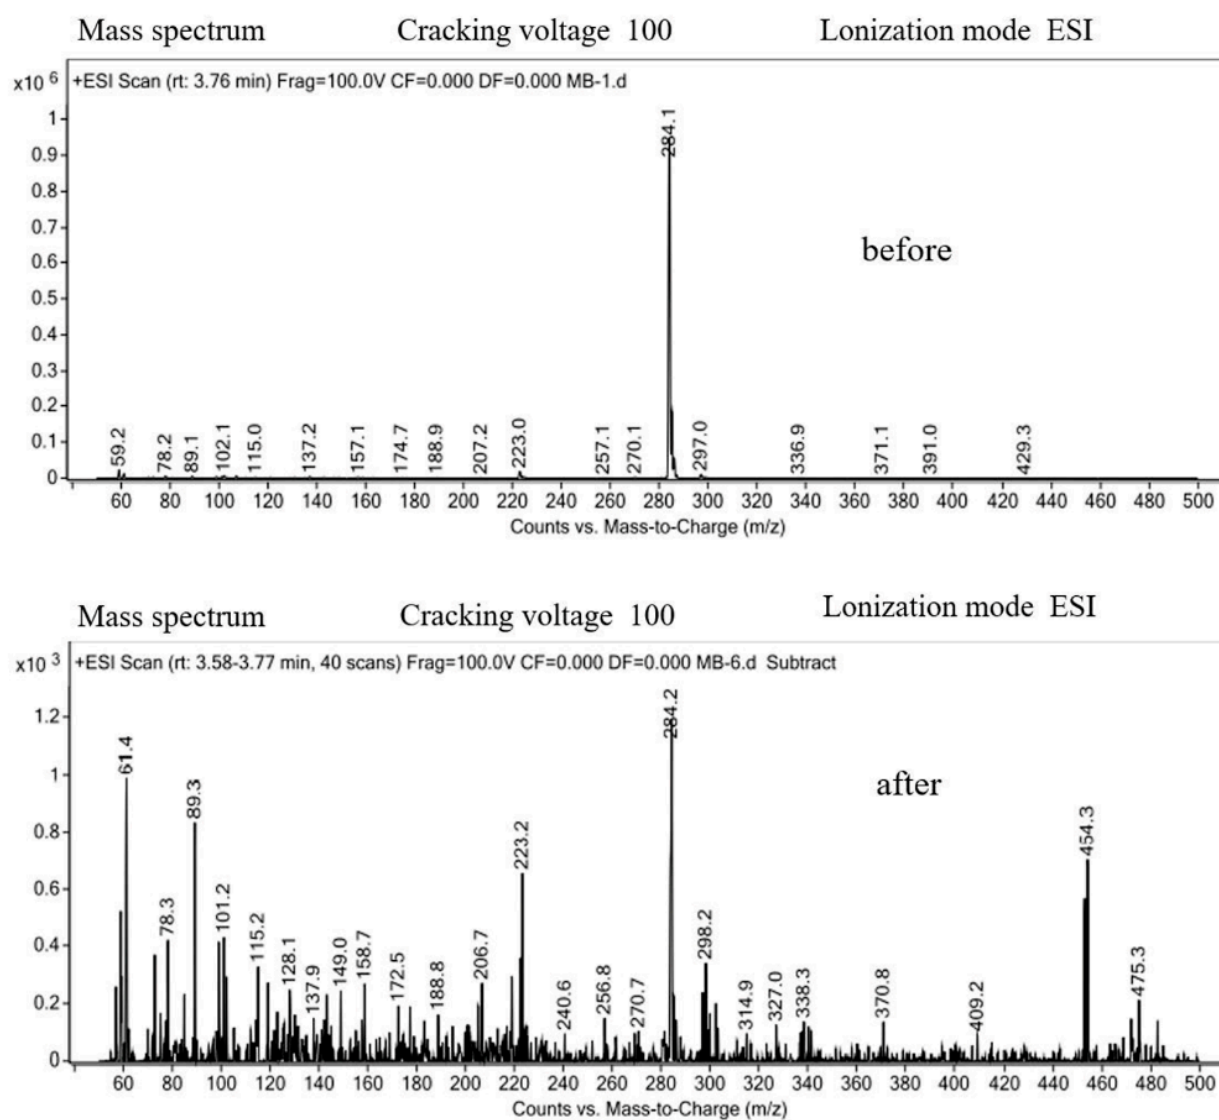 Mass spectrum Cracking voltage 100 Lonization mode ESI
x10 6 +ESI Scan (rt: 3.76 min) Frag=100.0V CF=0.000 DF=0.000 MB-1.d
1
0.9
0.8
0.7
0.6
0.5
0.4
0.3
0.2
0.1
0
284.1
before
59.2 78.2 89.1 102.1 115.0 137.2 157.1 174.7 188.9 207.2 223.0 257.1 270.1 297.0 336.9 371.1 391.0 429.3
60 80 100 120 140 160 180 200 220 240 260 280 300 320 340 360 380 400 420 440 460 480 500
Counts vs. Mass-to-Charge (m/z)
Mass spectrum Cracking voltage 100 Lonization mode ESI
x10 3 +ESI Scan (rt: 3.58-3.77 min, 40 scans) Frag=100.0V CF=0.000 DF=0.000 MB-6.d Subtract
1.2
1
0.8
0.6
0.4
0.2
0
after
61.4 78.3 89.3 101.2 115.2 128.1 137.9 149.0 158.7 172.5 188.8 206.7 223.2 240.6 256.8 270.7 284.2 298.2 314.9 327.0 338.3 370.8 409.2 454.3 475.3
60 80 100 120 140 160 180 200 220 240 260 280 300 320 340 360 380 400 420 440 460 480 500
Counts vs. Mass-to-Charge (m/z)